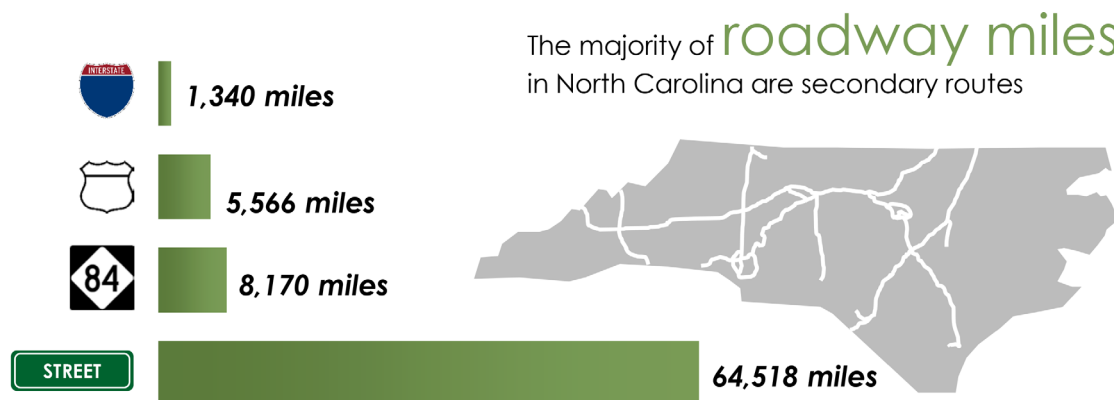 The majority of roadway miles
in North Carolina are secondary routes
INTERSTATE
1,340 miles
5,566 miles
84
8,170 miles
STREET
64,518 miles